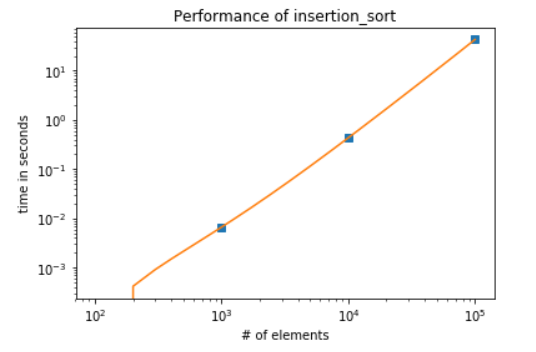 Performance of insertion_sort
10¹
10⁰
10⁻¹
10⁻²
10⁻³
time in seconds
10² 10³ 10⁴ 10⁵
# of elements